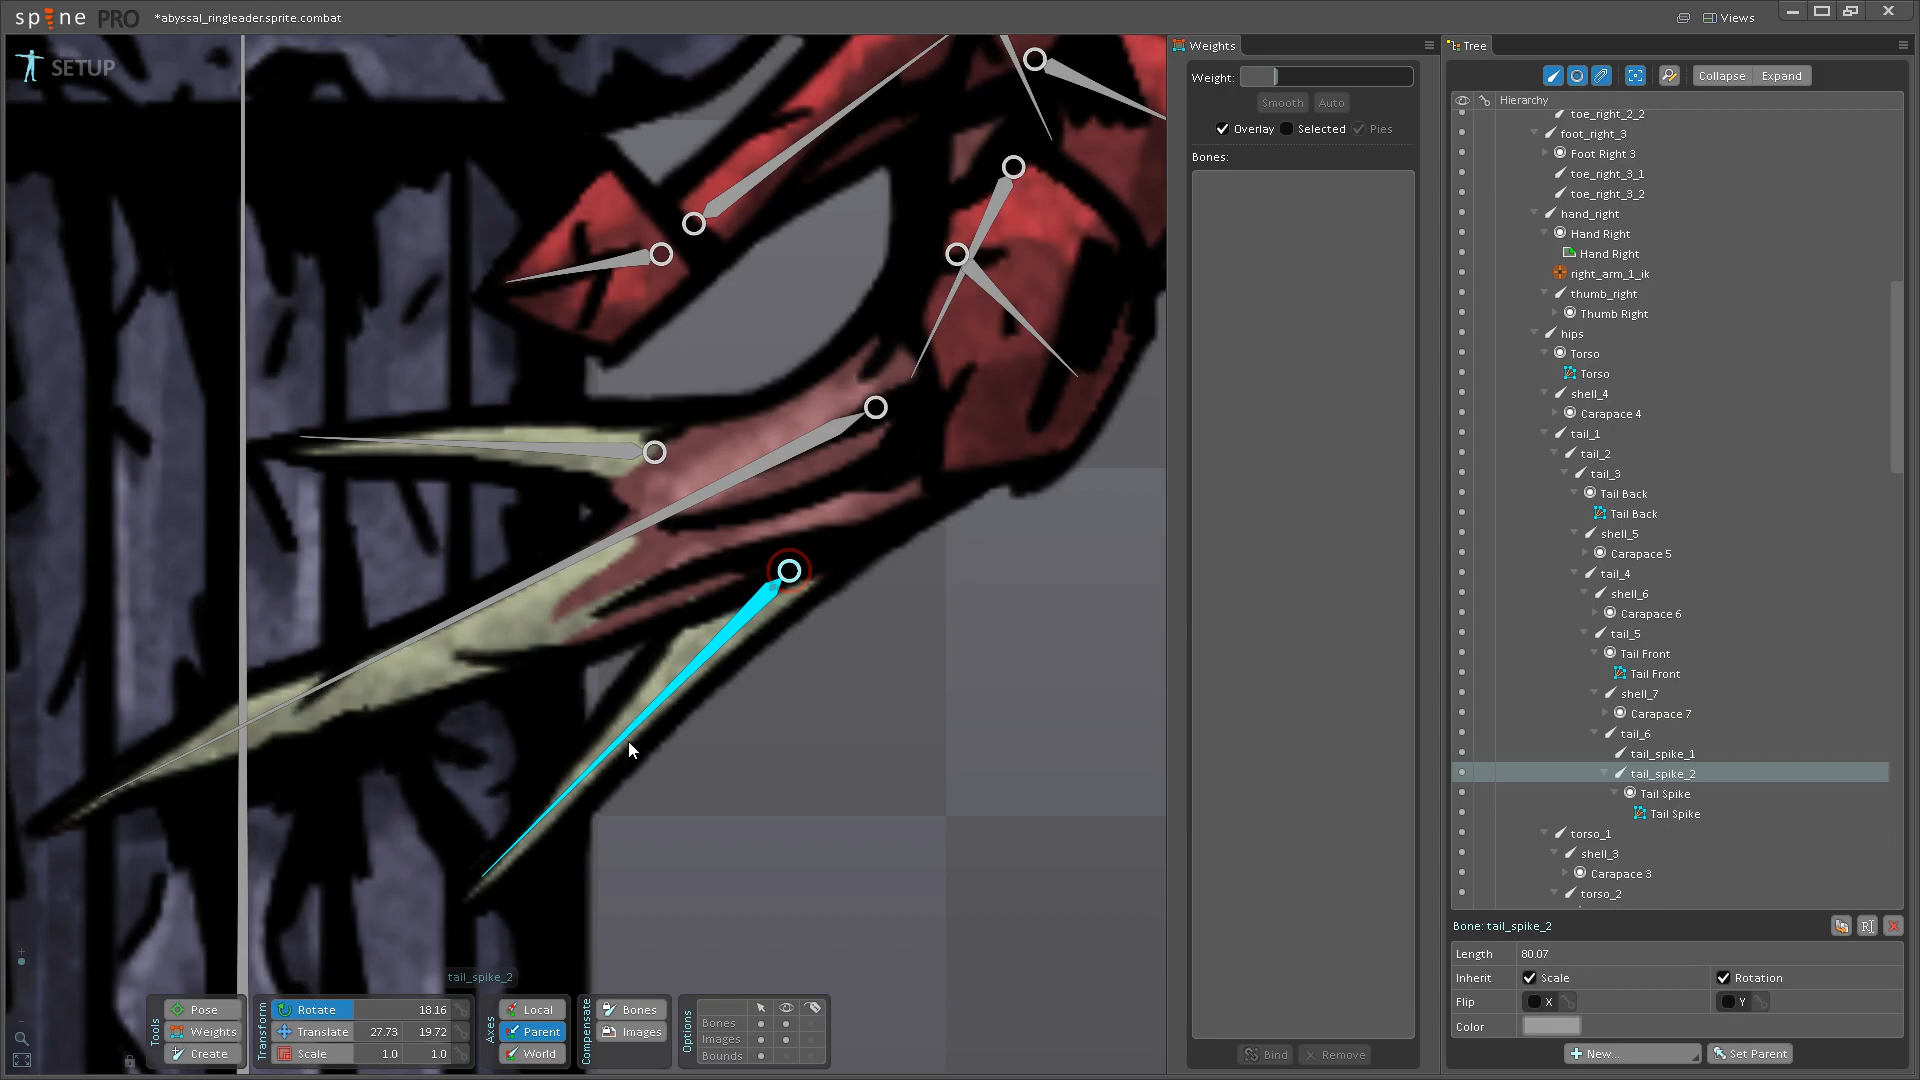 spine PRO *abyssal_ringleader.sprite.combat
Views
SETUP
Weights
Tree
Weight:
Smooth Auto
Overlay Selected Pies
Bones:
Collapse Expand
Hierarchy
toe_right_2_2
foot_right_3
Foot Right 3
toe_right_3_1
toe_right_3_2
hand_right
Hand Right
Hand Right
right_arm_1_ik
thumb_right
Thumb Right
hips
Torso
Torso
shell_4
Carapace 4
tail_1
tail_2
tail_3
Tail Back
Tail Back
shell_5
Carapace 5
tail_4
shell_6
Carapace 6
tail_5
Tail Front
Tail Front
shell_7
Carapace 7
tail_6
tail_spike_1
tail_spike_2
Tail Spike
Tail Spike
torso_1
shell_3
Carapace 3
torso_2
Bone: tail_spike_2
Length 80.07
Inherit Scale Rotation
Flip X Y
Color
New... Set Parent
Bind Remove
tail_spike_2
Tools
Pose
Weights
Create
Transform
Rotate 18.16
Translate 27.73 19.72
Scale 1.0 1.0
Axes
Local
Parent
World
Compensate
Bones
Images
Options
Bones
Images
Bounds